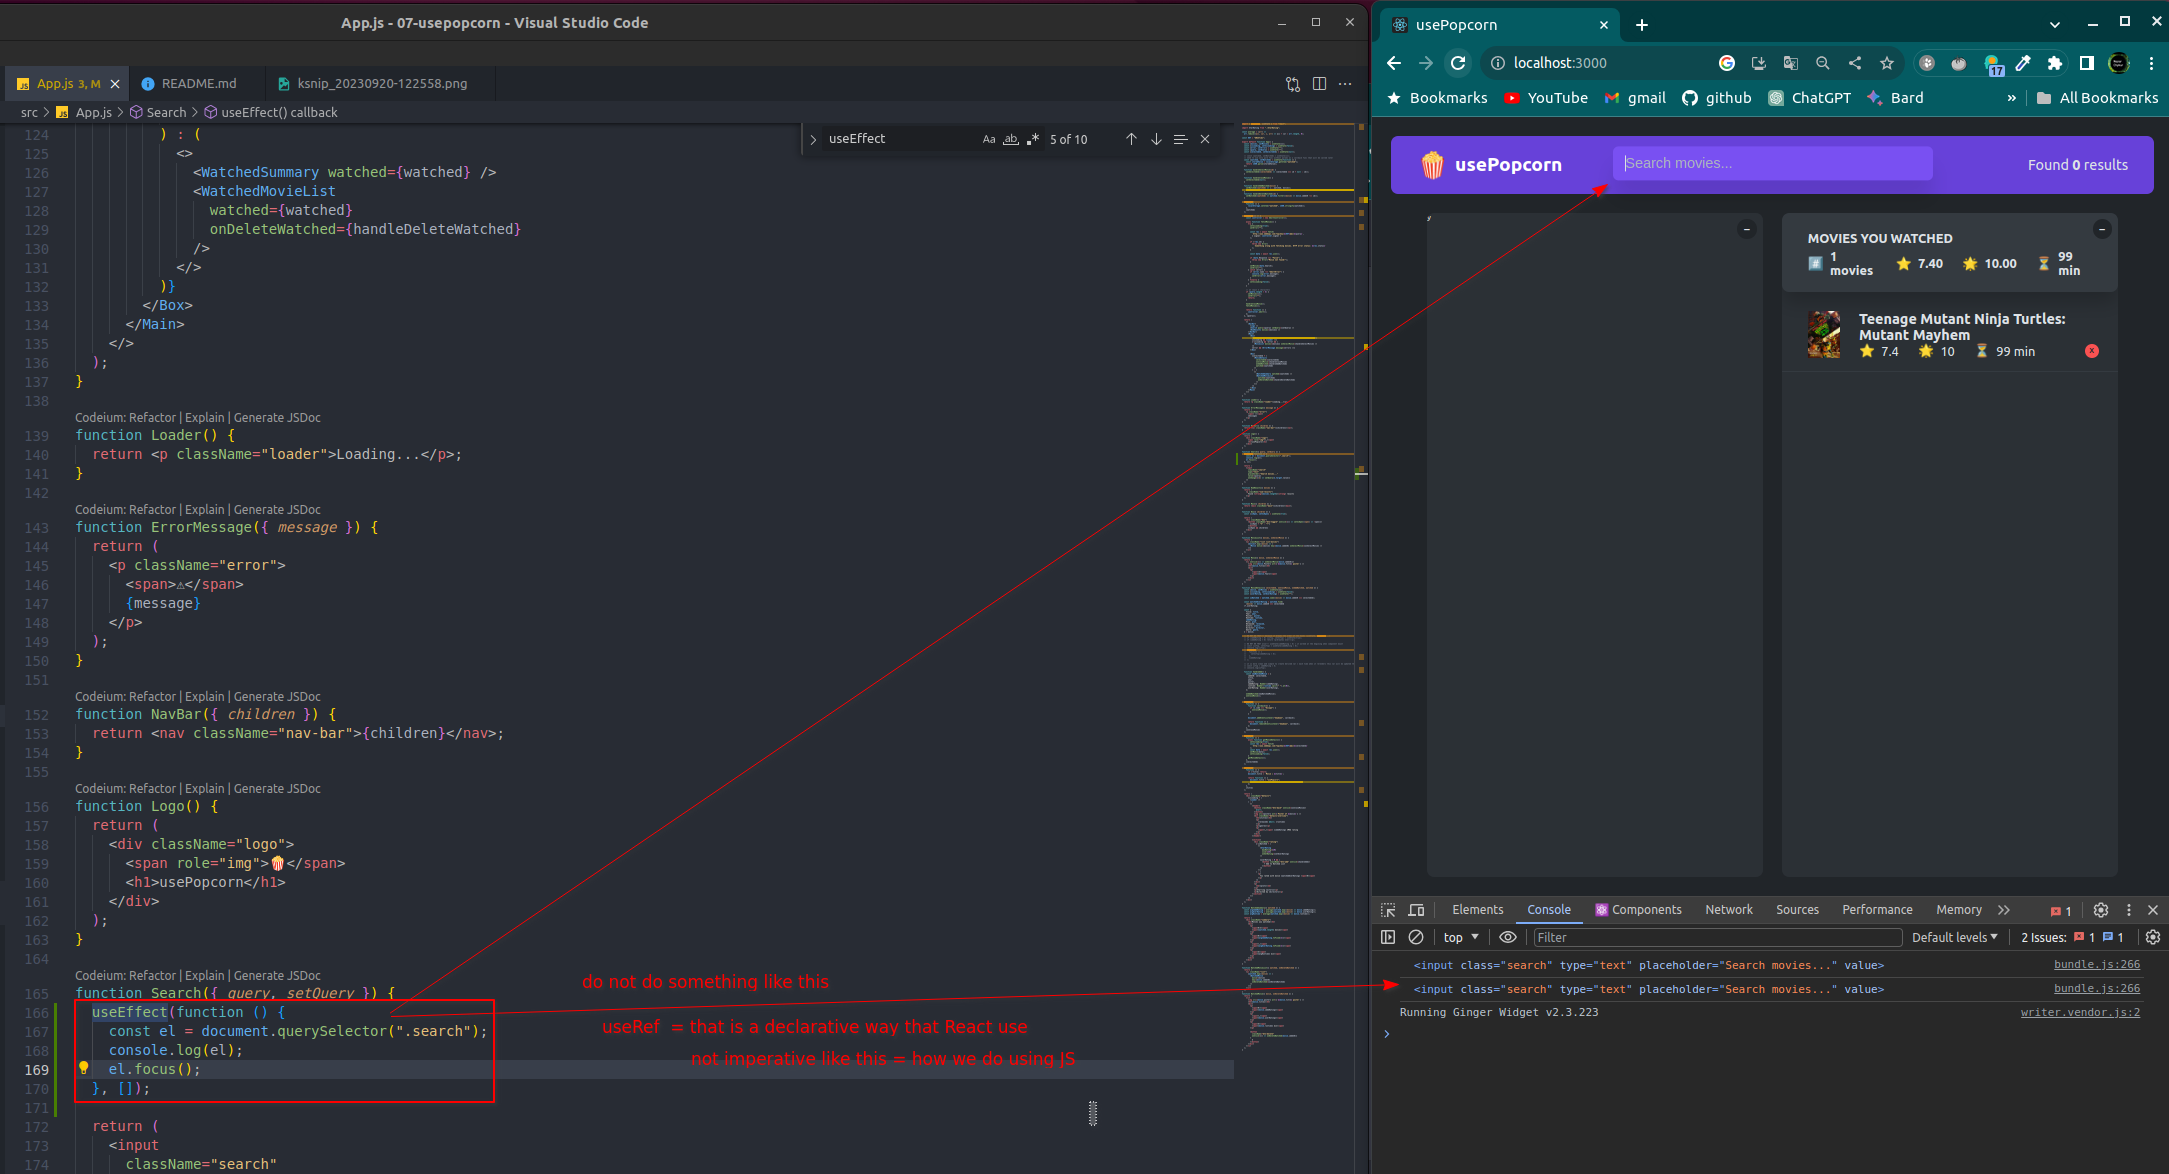 App.js - 07-usepopcorn - Visual Studio Code
App.js 3, M
README.md
ksnip_20230920-122558.png
src > App.js > Search > useEffect() callback
useEffect
Aa
ab
5 of 10
124 ) : (
125 <>
126 <WatchedSummary watched={watched} />
127 <WatchedMovieList
128 watched={watched}
129 onDeleteWatched={handleDeleteWatched}
130 />
131 </>
132 )}
133 </Box>
134 </Main>
135 </>
136 );
137 }
138
Codeium: Refactor | Explain | Generate JSDoc
139 function Loader() {
140 return <p className="loader">Loading...</p>;
141 }
142
Codeium: Refactor | Explain | Generate JSDoc
143 function ErrorMessage({ message }) {
144 return (
145 <p className="error">
146 <span>⚠</span>
147 {message}
148 </p>
149 );
150 }
151
Codeium: Refactor | Explain | Generate JSDoc
152 function NavBar({ children }) {
153 return <nav className="nav-bar">{children}</nav>;
154 }
155
Codeium: Refactor | Explain | Generate JSDoc
156 function Logo() {
157 return (
158 <div className="logo">
159 <span role="img">🍿</span>
160 <h1>usePopcorn</h1>
161 </div>
162 );
163 }
164
Codeium: Refactor | Explain | Generate JSDoc
165 function Search({ query, setQuery }) {
166 useEffect(function () {
167 const el = document.querySelector(".search");
168 console.log(el);
169 el.focus();
170 }, []);
171
172 return (
173 <input
174 className="search"
do not do something like this
useRef = that is a declarative way that React use
not imperative like this = how we do using JS
usePopcorn
localhost:3000
17
Bookmarks
YouTube
gmail
github
ChatGPT
Bard
»
All Bookmarks
usePopcorn
Search movies...
Found 0 results
MOVIES YOU WATCHED
1 movies
7.40
10.00
99 min
Teenage Mutant Ninja Turtles:
Mutant Mayhem
7.4
10
99 min
Elements
Console
Components
Network
Sources
Performance
Memory
1
top
Filter
Default levels
2 Issues:
1
1
<input class="search" type="text" placeholder="Search movies..." value>
bundle.js:266
<input class="search" type="text" placeholder="Search movies..." value>
bundle.js:266
Running Ginger Widget v2.3.223
writer.vendor.js:2